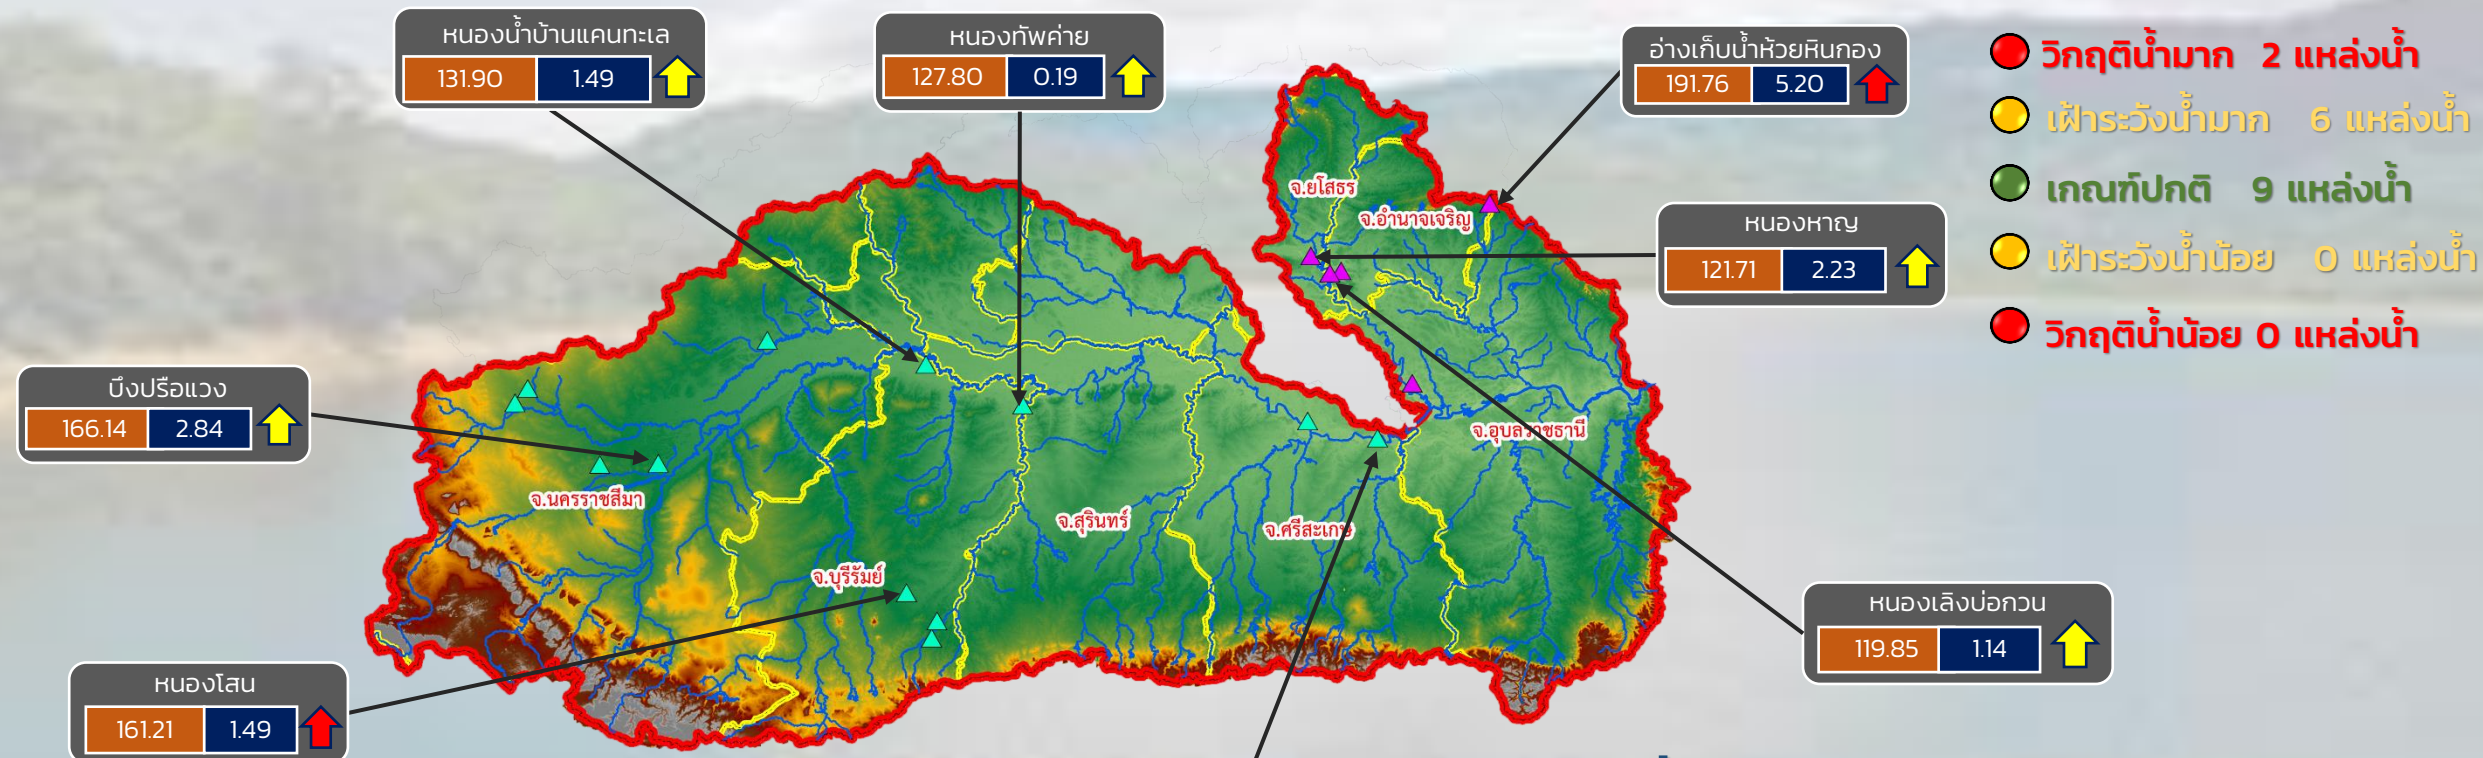 หนองน้ำบ้านแคนทะเล
131.90 1.49
หนองทัพค่าย
127.80 0.19
อ่างเก็บน้ำห้วยหินกอง
191.76 5.20
วิกฤติน้ำมาก 2 แหล่งน้ำ
เฝ้าระวังน้ำมาก 6 แหล่งน้ำ
เกณฑ์ปกติ 9 แหล่งน้ำ
เฝ้าระวังน้ำน้อย 0 แหล่งน้ำ
วิกฤติน้ำน้อย 0 แหล่งน้ำ
จ.ยโสธร
จ.อำนาจเจริญ
หนองหาญ
121.71 2.23
บึงปรือแวง
166.14 2.84
จ.อุบลราชธานี
จ.นครราชสีมา
จ.สุรินทร์
จ.ศรีสะเกษ
จ.บุรีรัมย์
หนองเลิงบ่อกวน
119.85 1.14
หนองโสน
161.21 1.49